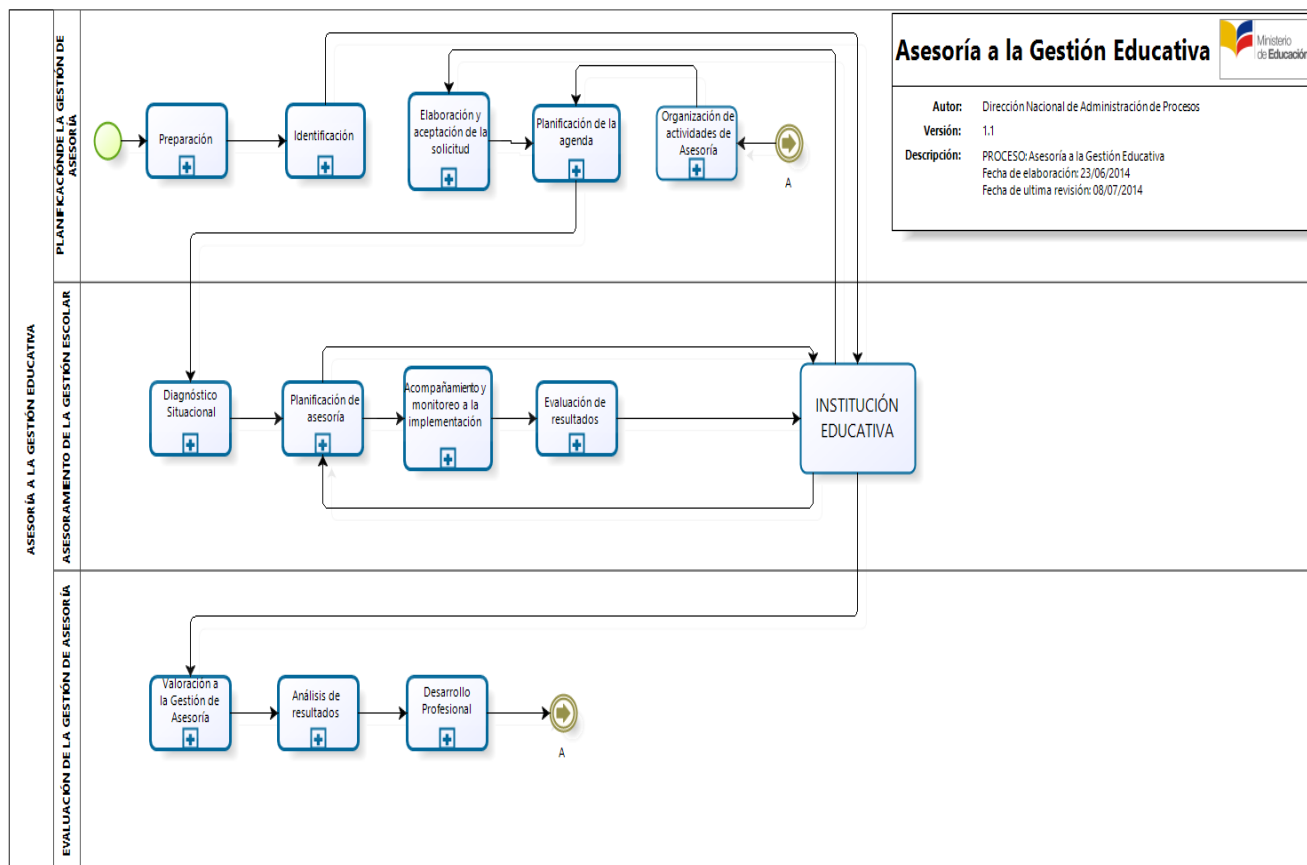 ASESORÍA A LA GESTIÓN EDUCATIVA
PLANIFICACIÓNDE LA GESTIÓN DE
ASESORÍA
Preparación
Identificación
Elaboración y
aceptación de la
solicitud
Planificación de la
agenda
Organización de
actividades de
Asesoría
A
Asesoría a la Gestión Educativa
Ministerio
de Educación
Autor: Dirección Nacional de Administración de Procesos
Versión: 1.1
Descripción: PROCESO: Asesoría a la Gestión Educativa
Fecha de elaboración: 23/06/2014
Fecha de ultima revisión: 08/07/2014
ASESORAMIENTO DE LA GESTIÓN ESCOLAR
Diagnóstico
Situacional
Planificación de
asesoría
Acompañamiento y
monitoreo a la
implementación
Evaluación de
resultados
INSTITUCIÓN
EDUCATIVA
EVALUACIÓN DE LA GESTIÓN DE ASESORÍA
Valoración a
la Gestión de
Asesoría
Análisis de
resultados
Desarrollo
Profesional
A